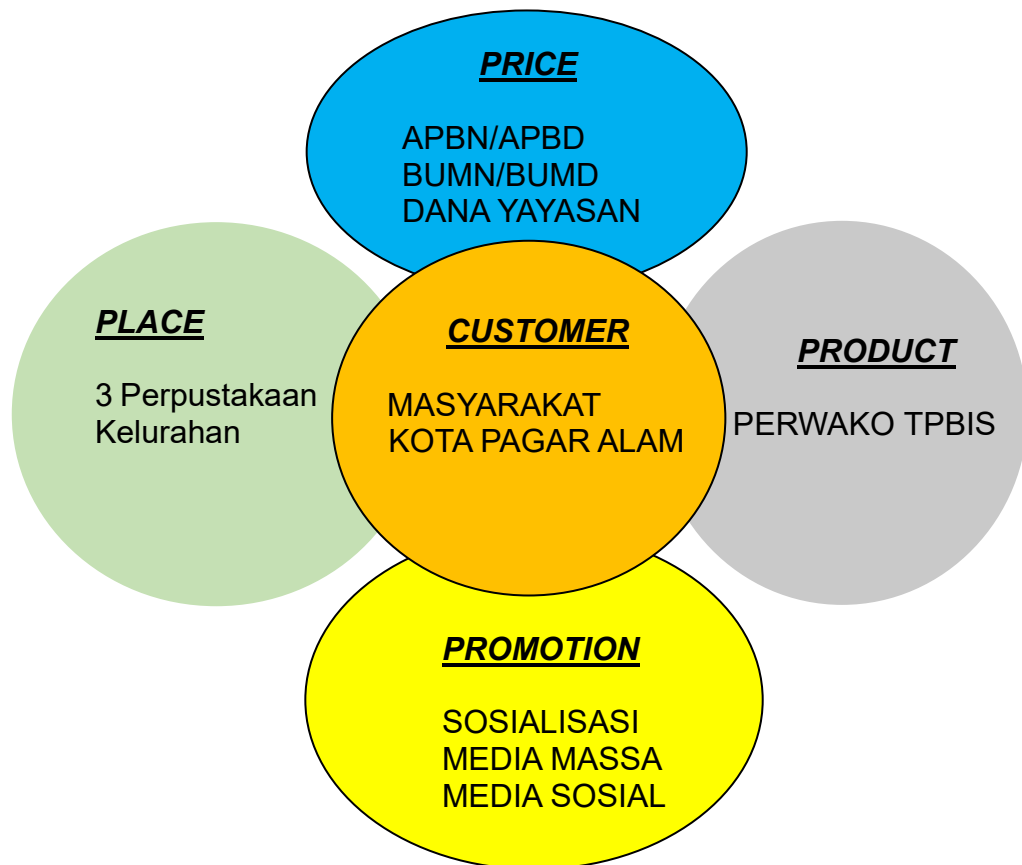 PRICE
APBN/APBD
BUMN/BUMD
DANA YAYASAN
PLACE
3 Perpustakaan
Kelurahan
CUSTOMER
MASYARAKAT
KOTA PAGAR ALAM
PRODUCT
PERWAKO TPBIS
PROMOTION
SOSIALISASI
MEDIA MASSA
MEDIA SOSIAL